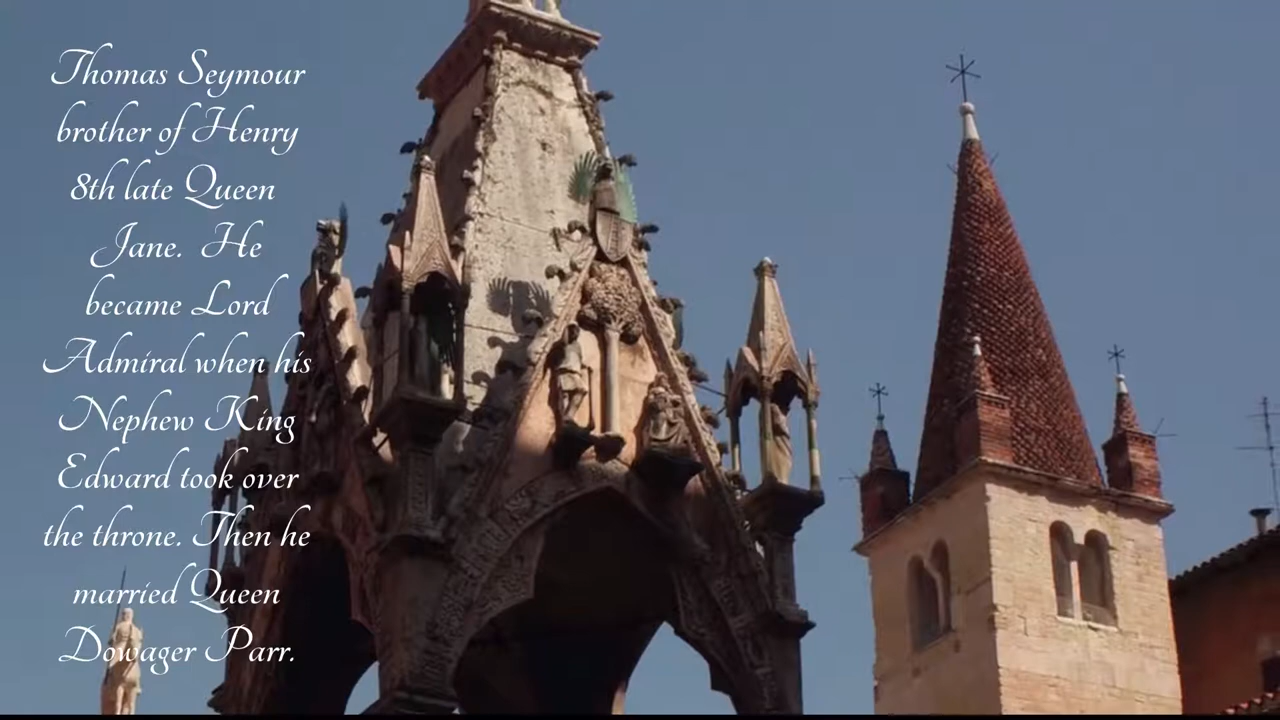 Thomas Seymour
brother of Henry
8th late Queen
Jane. He
became Lord
Admiral when his
Nephew King
Edward took over
the throne. Then he
married Queen
Dowager Parr.